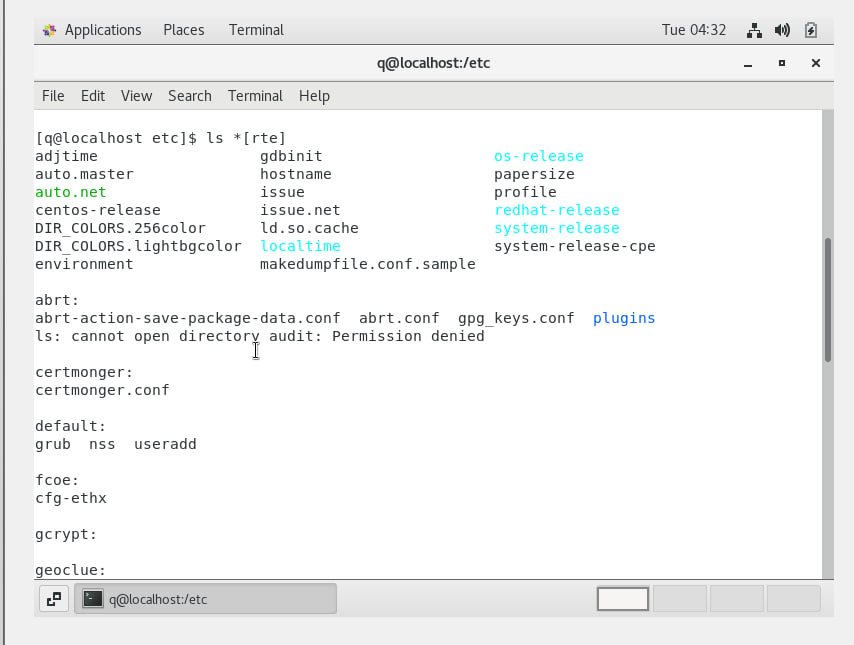 Applications Places Terminal Tue 04:32
q@localhost:/etc
File Edit View Search Terminal Help
[q@localhost etc]$ ls *[rte]
adjtime gdbinit os-release
auto.master hostname papersize
auto.net issue profile
centos-release issue.net redhat-release
DIR_COLORS.256color ld.so.cache system-release
DIR_COLORS.lightbgcolor localtime system-release-cpe
environment makedumpfile.conf.sample
abrt:
abrt-action-save-package-data.conf abrt.conf gpg_keys.conf plugins
ls: cannot open directory audit: Permission denied
certmonger:
certmonger.conf
default:
grub nss useradd
fcoe:
cfg-ethx
gcrypt:
geoclue:
q@localhost:/etc